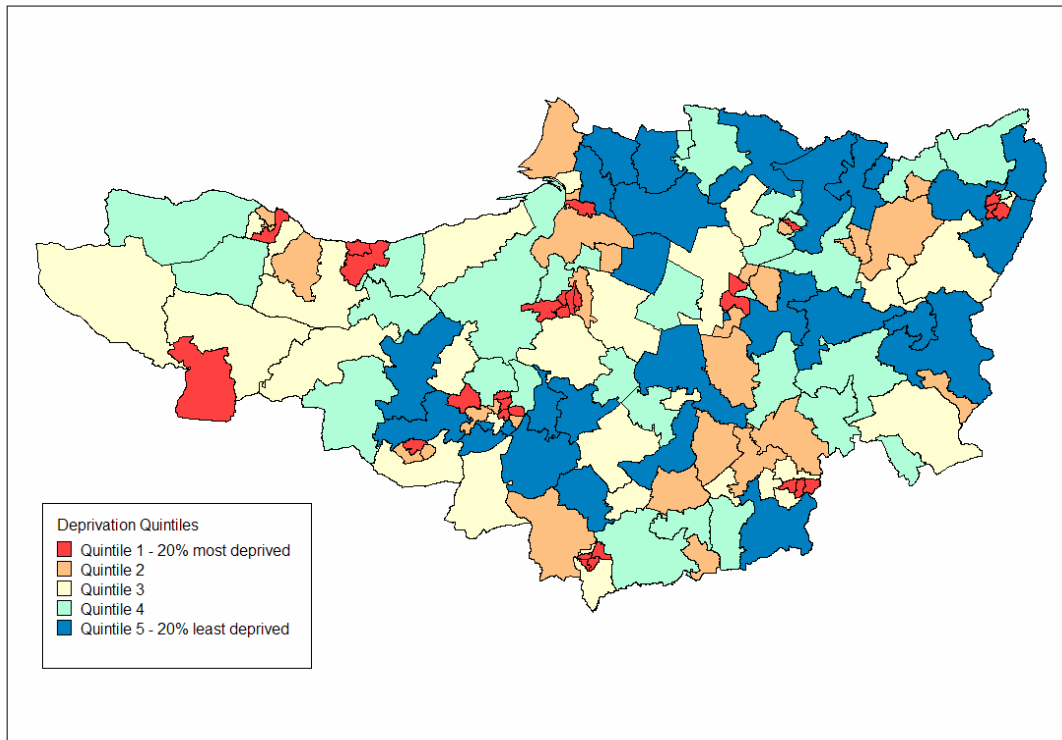 Deprivation Quintiles
Quintile 1 - 20% most deprived
Quintile 2
Quintile 3
Quintile 4
Quintile 5 - 20% least deprived